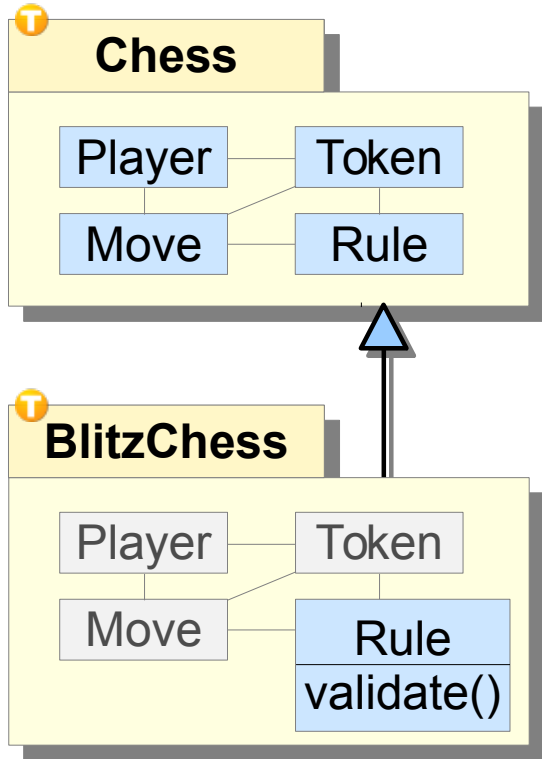 T
Chess
Player Token
Move Rule
T
BlitzChess
Player Token
Move Rule
validate()